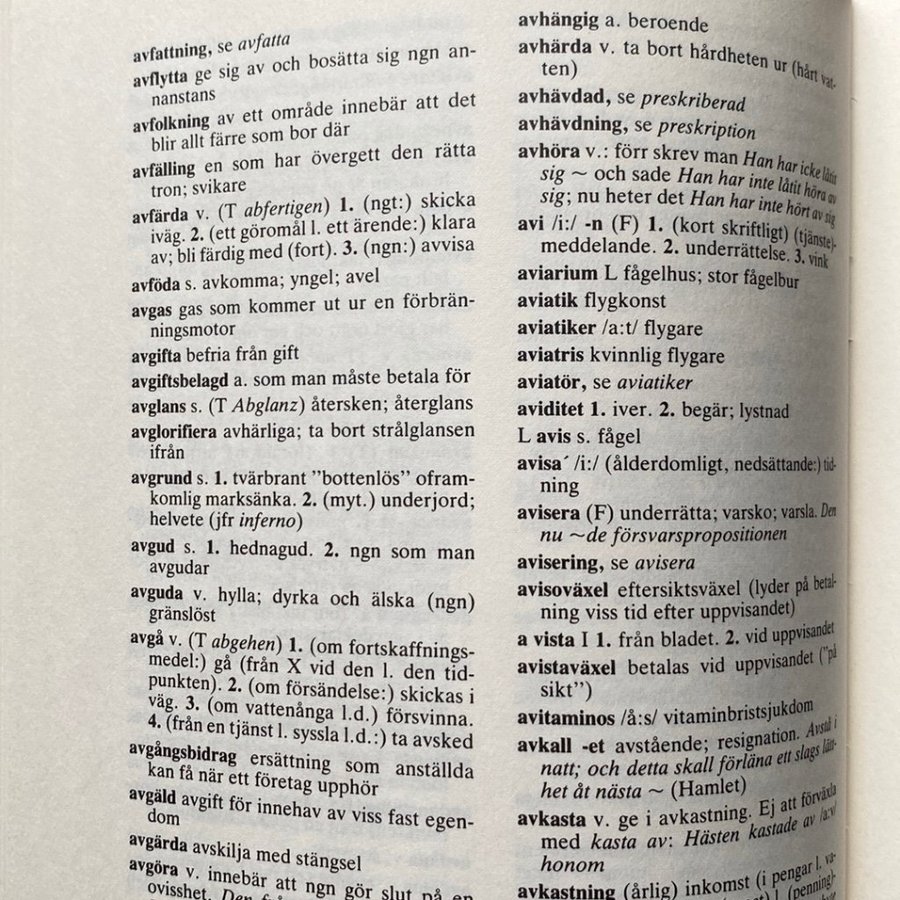 avfattning, se avfatta
avflytta ge sig av och bosätta sig ngn an-
nanstans
avfolkning av ett område innebär att det
blir allt färre som bor där
avfälling en som har övergett den rätta
tron; svikare
avfärda v. (T abfertigen) 1. (ngt:) skicka
iväg. 2. (ett göromål l. ett ärende:) klara
av; bli färdig med (fort). 3. (ngn:) avvisa
avföda s. avkomma; yngel; avel
avgas gas som kommer ut ur en förbrän-
ningsmotor
avgifta befria från gift
avgiftsbelagd a. som man måste betala för
avglans s. (T Abglanz) återsken; återglans
avglorifiera avhärliga; ta bort strålglansen
ifrån
avgrund s. 1. tvärbrant ”bottenlös” ofram-
komlig marksänka. 2. (myt.) underjord;
helvete (jfr inferno)
avgud s. 1. hednagud. 2. ngn som man
avgudar
avguda v. hylla; dyrka och älska (ngn)
gränslöst
avgå v. (T abgehen) 1. (om fortskaffnings-
medel:) gå (från X vid den l. den tid-
punkten). 2. (om försändelse:) skickas i
väg. 3. (om vattenånga l.d.) försvinna.
4. (från en tjänst l. syssla l.d.:) ta avsked
avgångsbidrag ersättning som anställda
kan få när ett företag upphör
avgäld avgift för innehav av viss fast egen-
dom
avgärda avskilja med stängsel
avgöra v. innebär att ngn gör slut på en
ovisshet. Den
avhängig a. beroende
avhärda v. ta bort hårdheten ur (hårt vat-
ten)
avhävdad, se preskriberad
avhävdning, se preskription
avhöra v.: förr skrev man Han har icke låtit
sig ~ och sade Han har inte låtit höra av
sig; nu heter det Han har inte hört av sig
avi /i:/ -n (F) 1. (kort skriftligt) (tjänste)-
meddelande. 2. underrättelse. 3. vink
aviarium L fågelhus; stor fågelbur
aviatik flygkonst
aviatiker /a:t/ flygare
aviatris kvinnlig flygare
aviatör, se aviatiker
aviditet 1. iver. 2. begär; lystnad
L avis s. fågel
avisa´ /i:/ (ålderdomligt, nedsättande:) tid-
ning
avisera (F) underrätta; varsko; varsla. Den
nu ~de försvarspropositionen
avisering, se avisera
avisoväxel eftersiktsväxel (lyder på betal-
ning viss tid efter uppvisandet)
a vista I 1. från bladet. 2. vid uppvisandet
avistaväxel betalas vid uppvisandet (”på
sikt”)
avitaminos /å:s/ vitaminbristsjukdom
avkall -et avstående; resignation. Avstå i
natt; och detta skall förläna ett slags lätt-
het åt nästa ~ (Hamlet)
avkasta v. ge i avkastning. Ej att förväxla
med kasta av: Hästen kastade av /a:v/
honom
avkastning (årlig) inkomst (i pengar l. va-
(penning)-